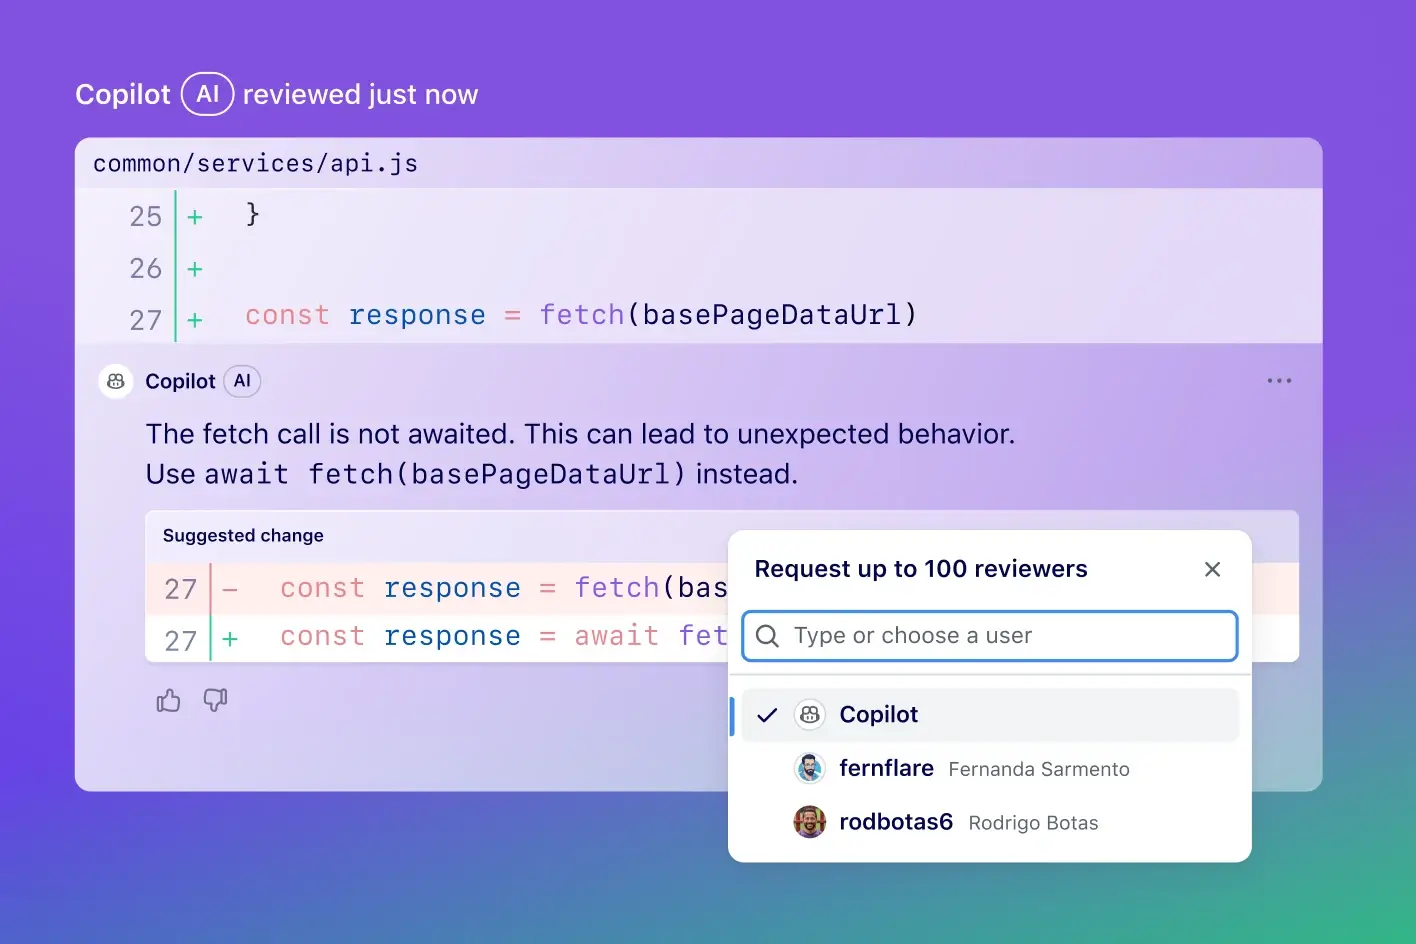 Copilot AI reviewed just now
common/services/api.js
25 + }
26 +
27 + const response = fetch(basePageDataUrl)
Copilot AI
The fetch call is not awaited. This can lead to unexpected behavior.
Use await fetch(basePageDataUrl) instead.
Suggested change
27 - const response = fetch(bas
27 + const response = await fet
Request up to 100 reviewers
Type or choose a user
Copilot
fernflare Fernanda Sarmento
rodbotas6 Rodrigo Botas